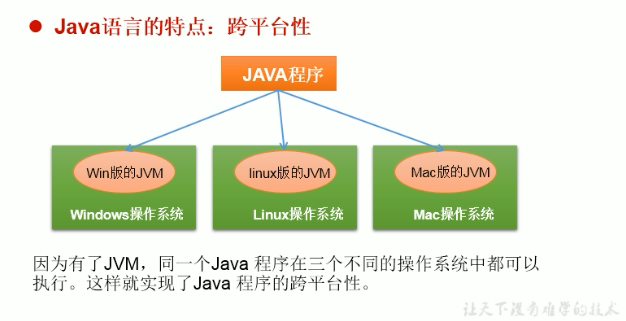 Java语言的特点：跨平台性
JAVA程序
Win版的JVM
linux版的JVM
Mac版的JVM
Windows操作系统
Linux操作系统
Mac操作系统
因为有了JVM，同一个Java 程序在三个不同的操作系统中都可以
执行。这样就实现了Java 程序的跨平台性。
让天下没有难学的技术